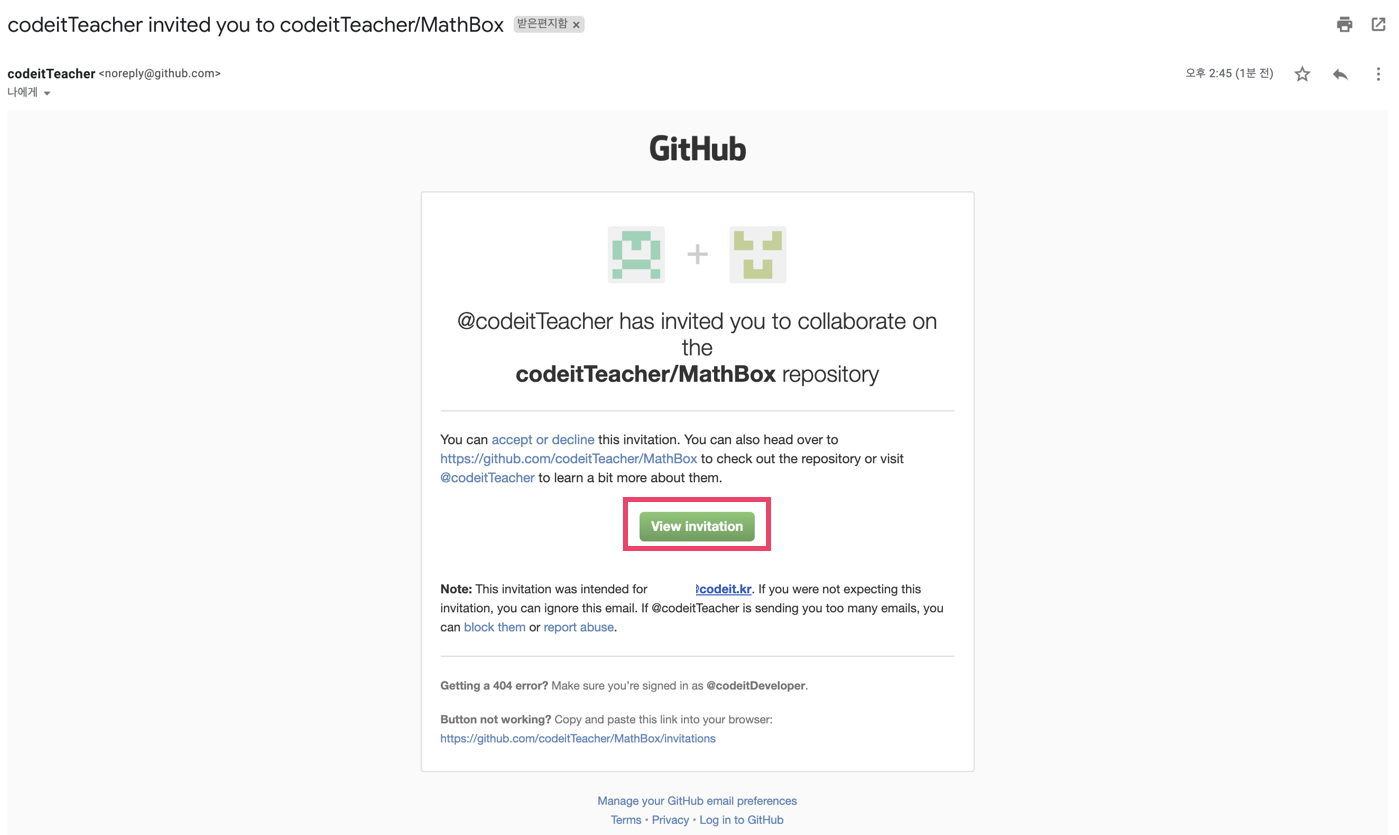 codeitTeacher invited you to codeitTeacher/MathBox 받은편지함 ×
codeitTeacher <noreply@github.com> 오후 2:45 (1분 전)
나에게
GitHub
@codeitTeacher has invited you to collaborate on
the
codeitTeacher/MathBox repository
You can accept or decline this invitation. You can also head over to
https://github.com/codeitTeacher/MathBox to check out the repository or visit
@codeitTeacher to learn a bit more about them.
View invitation
Note: This invitation was intended for @codeit.kr. If you were not expecting this
invitation, you can ignore this email. If @codeitTeacher is sending you too many emails, you
can block them or report abuse.
Getting a 404 error? Make sure you're signed in as @codeitDeveloper.
Button not working? Copy and paste this link into your browser:
https://github.com/codeitTeacher/MathBox/invitations
Manage your GitHub email preferences
Terms • Privacy • Log in to GitHub